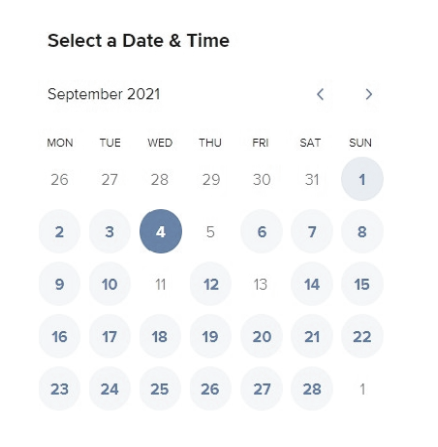 Select a Date & Time
September 2021
MON TUE WED THU FRI SAT SUN
26 27 28 29 30 31 1
2 3 4 5 6 7 8
9 10 11 12 13 14 15
16 17 18 19 20 21 22
23 24 25 26 27 28 1